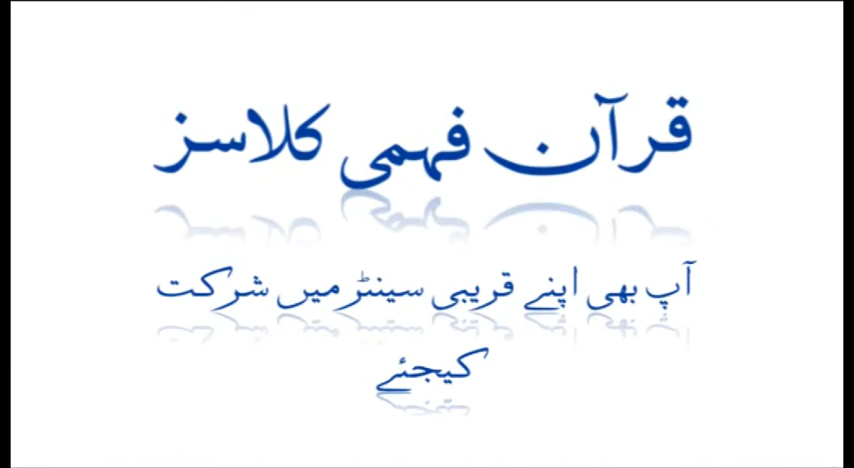 قرآن فہمی کلاسز
آپ بھی اپنے قریبی سینٹر میں شرکت
کیجئے